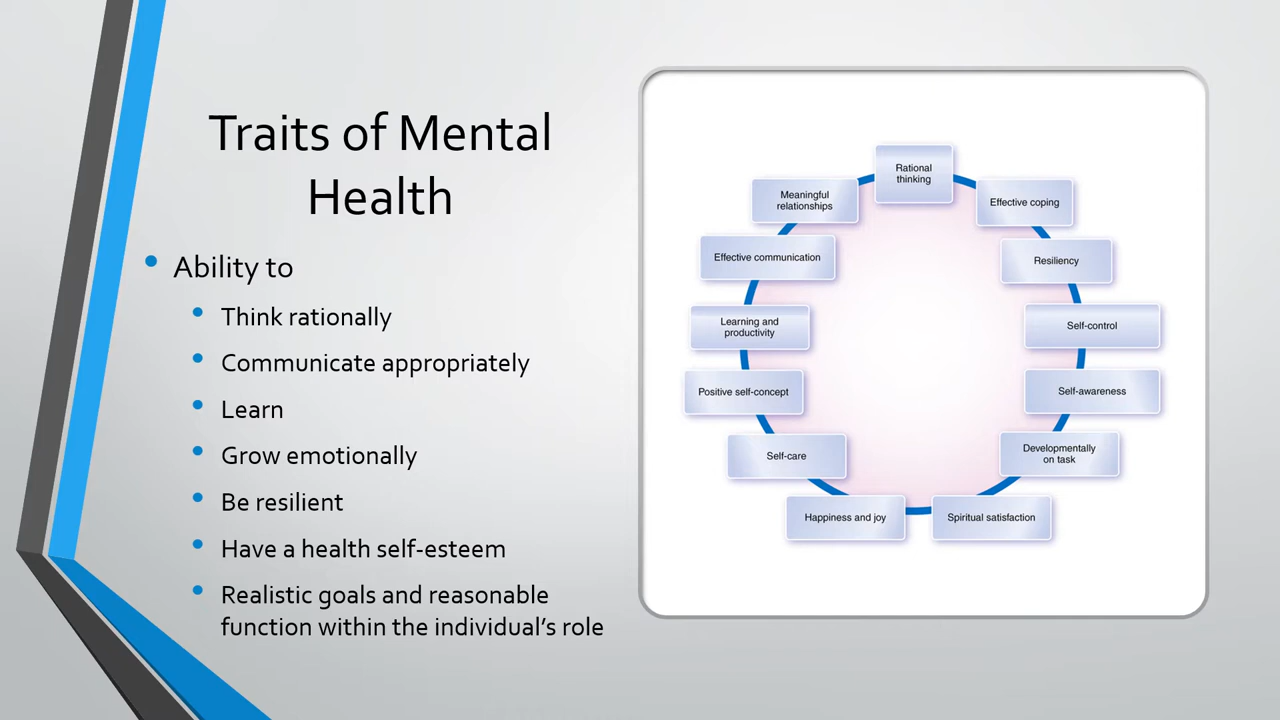 Traits of Mental
Health
Ability to
Think rationally
Communicate appropriately
Learn
Grow emotionally
Be resilient
Have a health self-esteem
Realistic goals and reasonable
function within the individual's role
Rational
thinking
Effective coping
Resiliency
Self-control
Self-awareness
Developmentally
on task
Spiritual satisfaction
Happiness and joy
Self-care
Positive self-concept
Learning and
productivity
Effective communication
Meaningful
relationships